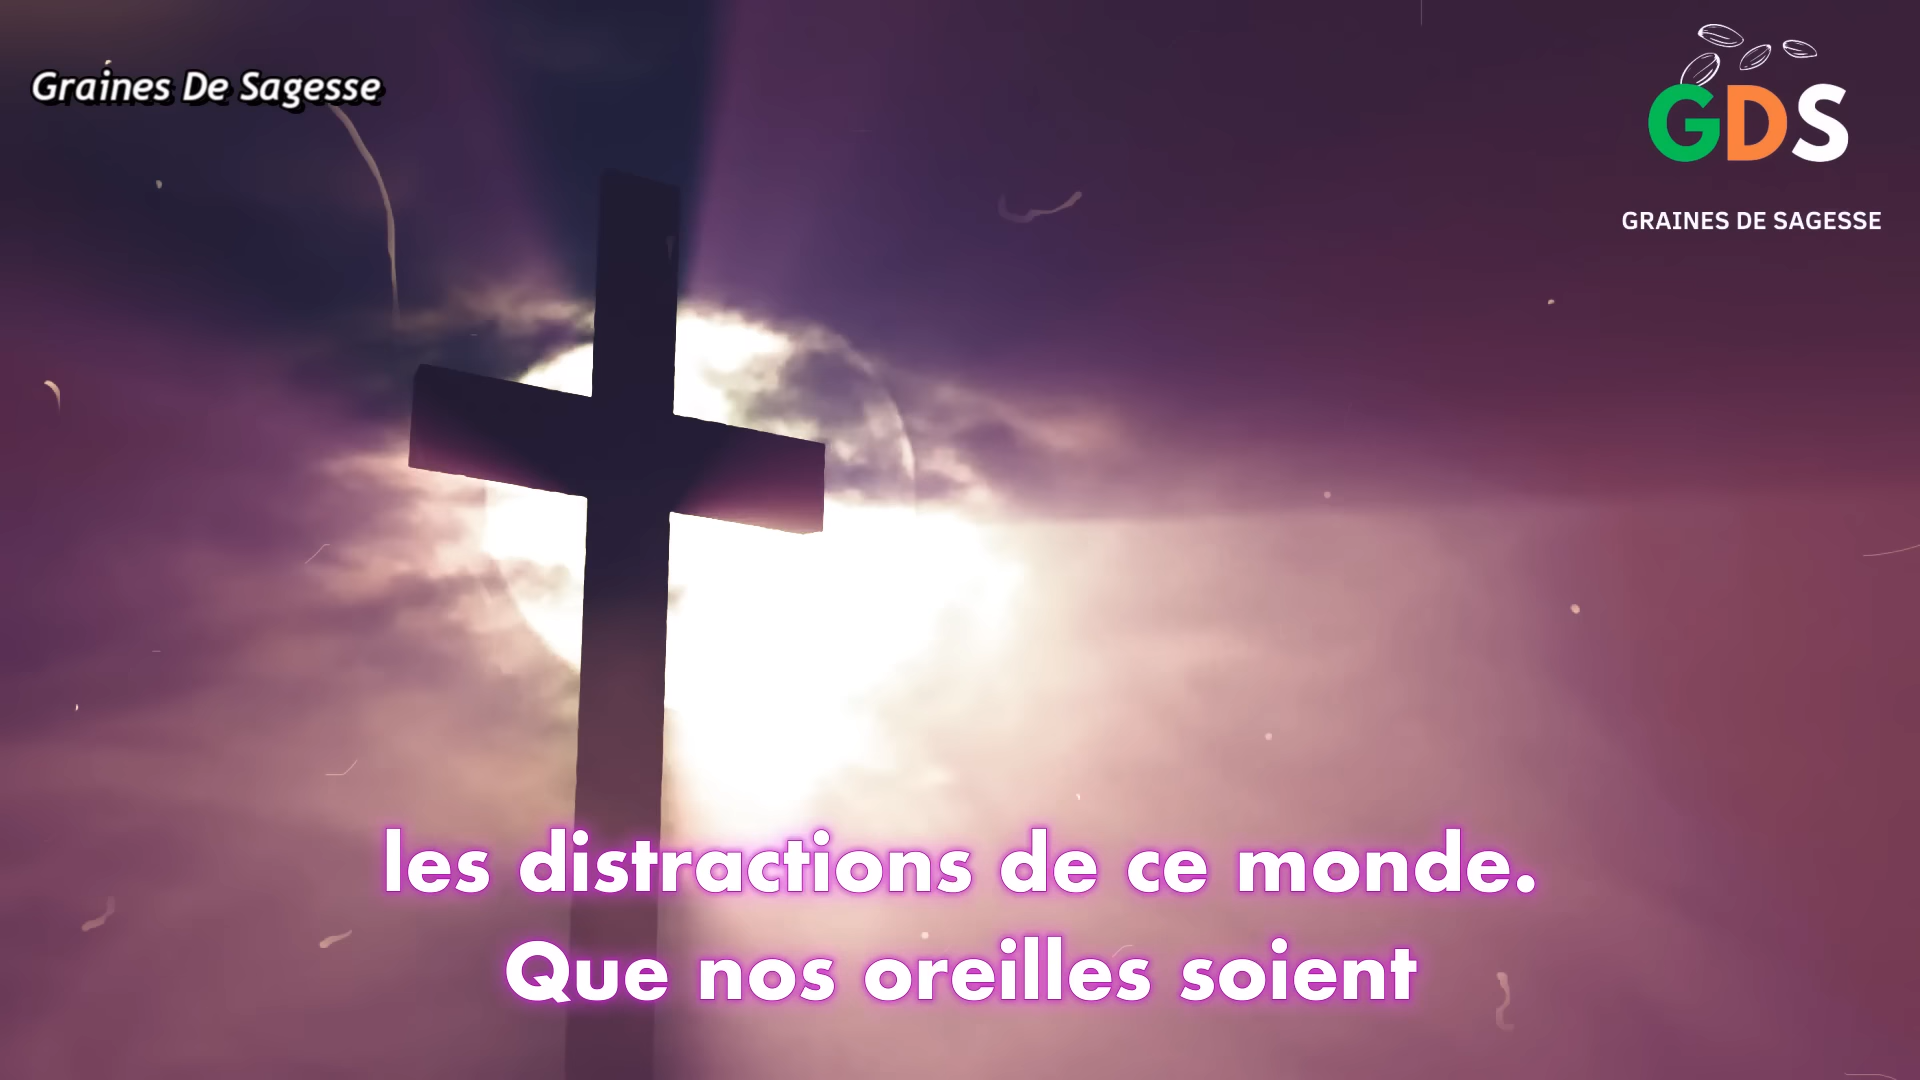 Graines De Sagesse
GDS
GRAINES DE SAGESSE
les distractions de ce monde.
Que nos oreilles soient